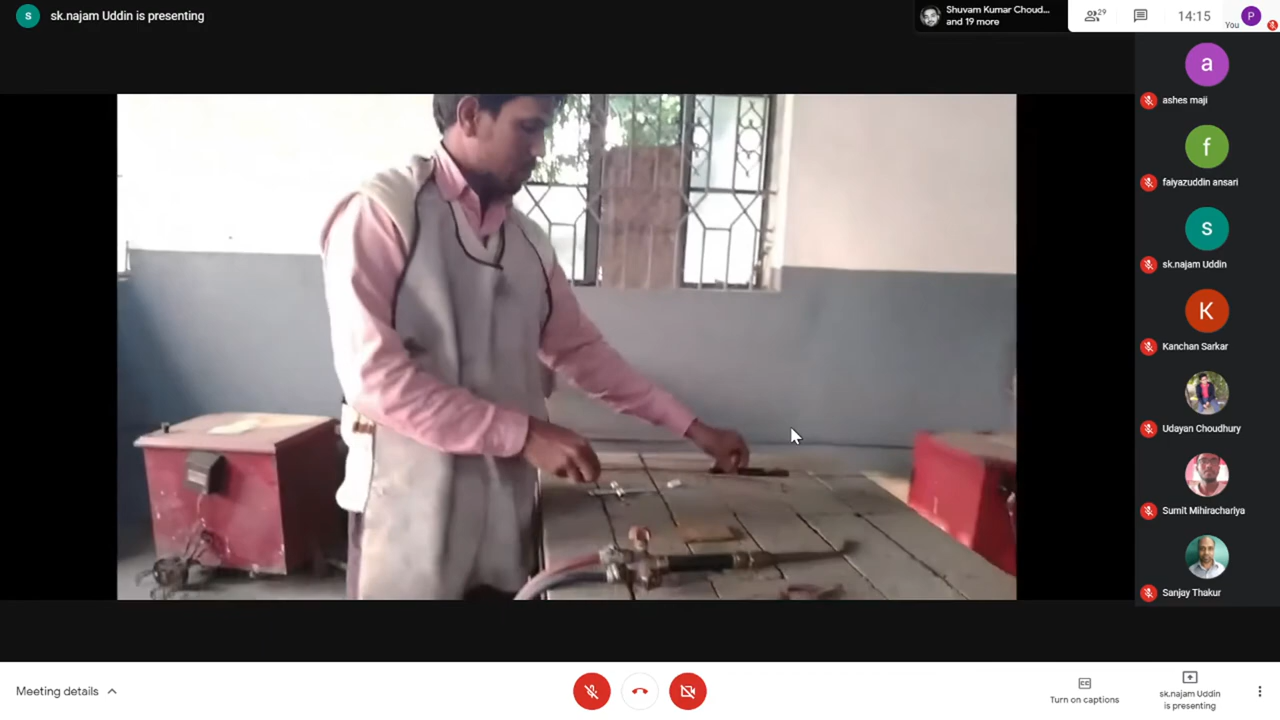 s
sk.najam Uddin is presenting
Shuvam Kumar Choud...
and 19 more
29
14:15
You
P
a
ashes maji
f
faiyazuddin ansari
s
sk.najam Uddin
K
Kanchan Sarkar
Udayan Choudhury
Sumit Mihirachariya
Sanjay Thakur
Meeting details
CC
Turn on captions
sk.najam Uddin
is presenting